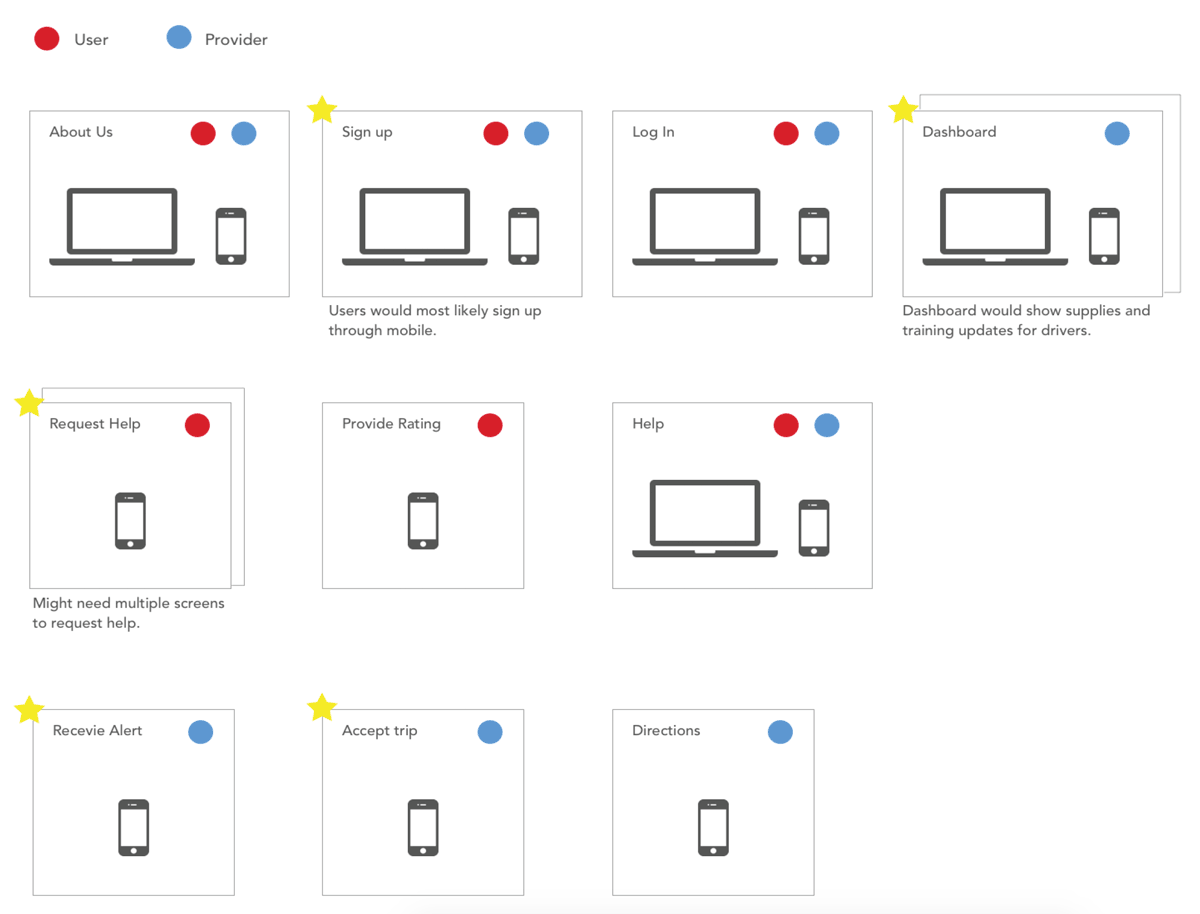 User
Provider
About Us
Sign up
Log In
Dashboard
Users would most likely sign up
through mobile.
Dashboard would show supplies and
training updates for drivers.
Request Help
Provide Rating
Help
Might need multiple screens
to request help.
Recevie Alert
Accept trip
Directions